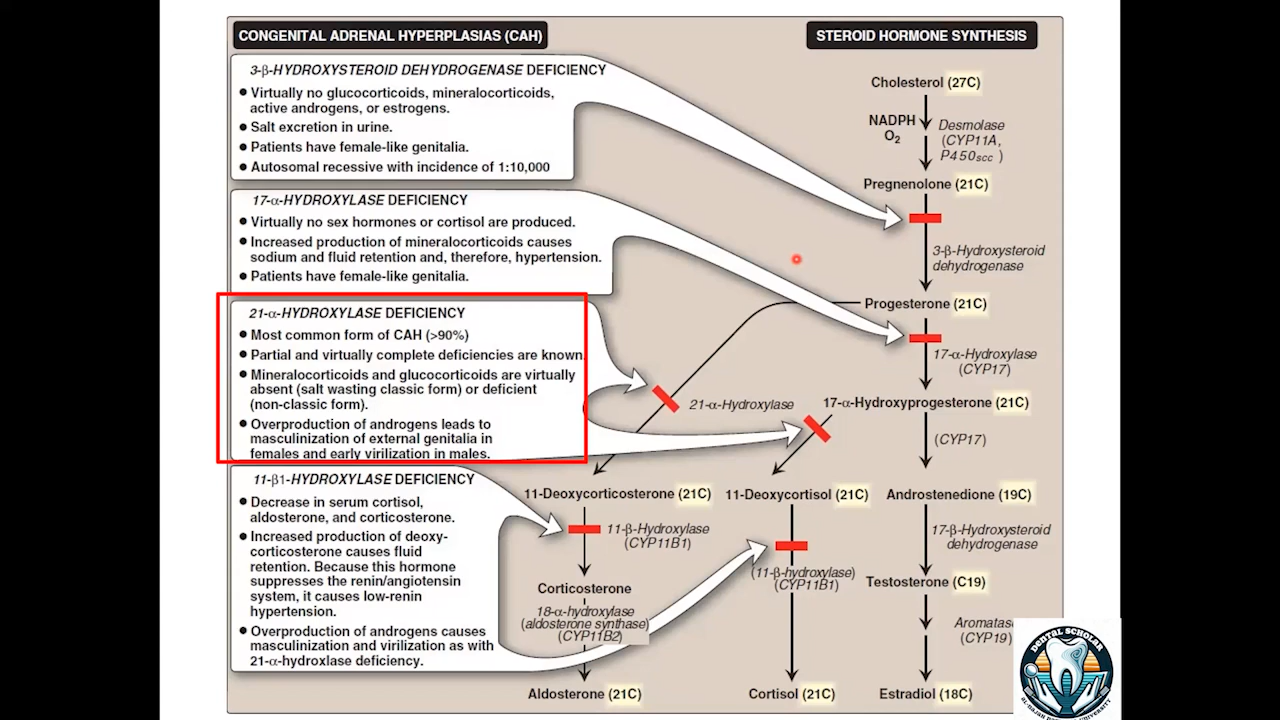 CONGENITAL ADRENAL HYPERPLASIAS (CAH)
STEROID HORMONE SYNTHESIS
3-β-HYDROXYSTEROID DEHYDROGENASE DEFICIENCY
● Virtually no glucocorticoids, mineralocorticoids,
active androgens, or estrogens.
● Salt excretion in urine.
● Patients have female-like genitalia.
● Autosomal recessive with incidence of 1:10,000
17-α-HYDROXYLASE DEFICIENCY
● Virtually no sex hormones or cortisol are produced.
● Increased production of mineralocorticoids causes
sodium and fluid retention and, therefore, hypertension.
● Patients have female-like genitalia.
21-α-HYDROXYLASE DEFICIENCY
● Most common form of CAH (>90%)
● Partial and virtually complete deficiencies are known.
● Mineralocorticoids and glucocorticoids are virtually
absent (salt wasting classic form) or deficient
(non-classic form).
● Overproduction of androgens leads to
masculinization of external genitalia in
females and early virilization in males.
11-β1-HYDROXYLASE DEFICIENCY
● Decrease in serum cortisol,
aldosterone, and corticosterone.
● Increased production of deoxy-
corticosterone causes fluid
retention. Because this hormone
suppresses the renin/angiotensin
system, it causes low-renin
hypertension.
● Overproduction of androgens causes
masculinization and virilization as with
21-α-hydroxlase deficiency.
Cholesterol (27C)
NADPH
O2
Desmolase
(CYP11A,
P450scc )
Pregnenolone (21C)
3-β-Hydroxysteroid
dehydrogenase
Progesterone (21C)
17-α-Hydroxylase
(CYP17)
21-α-Hydroxylase
17-α-Hydroxyprogesterone (21C)
(CYP17)
11-Deoxycorticosterone (21C)
11-Deoxycortisol (21C)
Androstenedione (19C)
11-β-Hydroxylase
(CYP11B1)
17-β-Hydroxysteroid
dehydrogenase
(11-β-hydroxylase)
(CYP11B1)
Corticosterone
Testosterone (C19)
18-α-hydroxylase
(aldosterone synthase)
(CYP11B2)
Aromatase
(CYP19)
Aldosterone (21C)
Cortisol (21C)
Estradiol (18C)
DENTAL SCHOLAR
UNIVERSITY